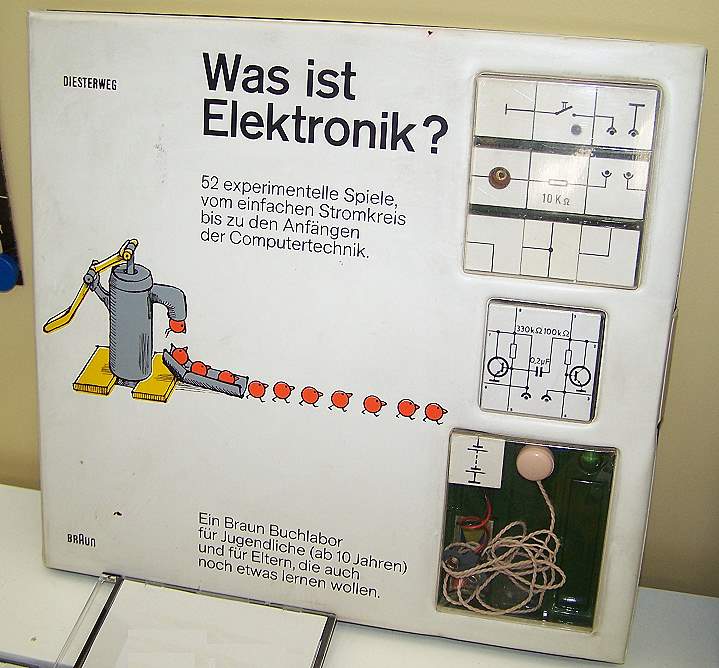 DIESTERWEG
Was ist
Elektronik?
52 experimentelle Spiele,
vom einfachen Stromkreis
bis zu den Anfängen
der Computertechnik.
10 KΩ
330kΩ 100kΩ
0,2µF
Ein Braun Buchlabor
für Jugendliche (ab 10 Jahren)
und für Eltern, die auch
noch etwas lernen wollen.
BRAUN